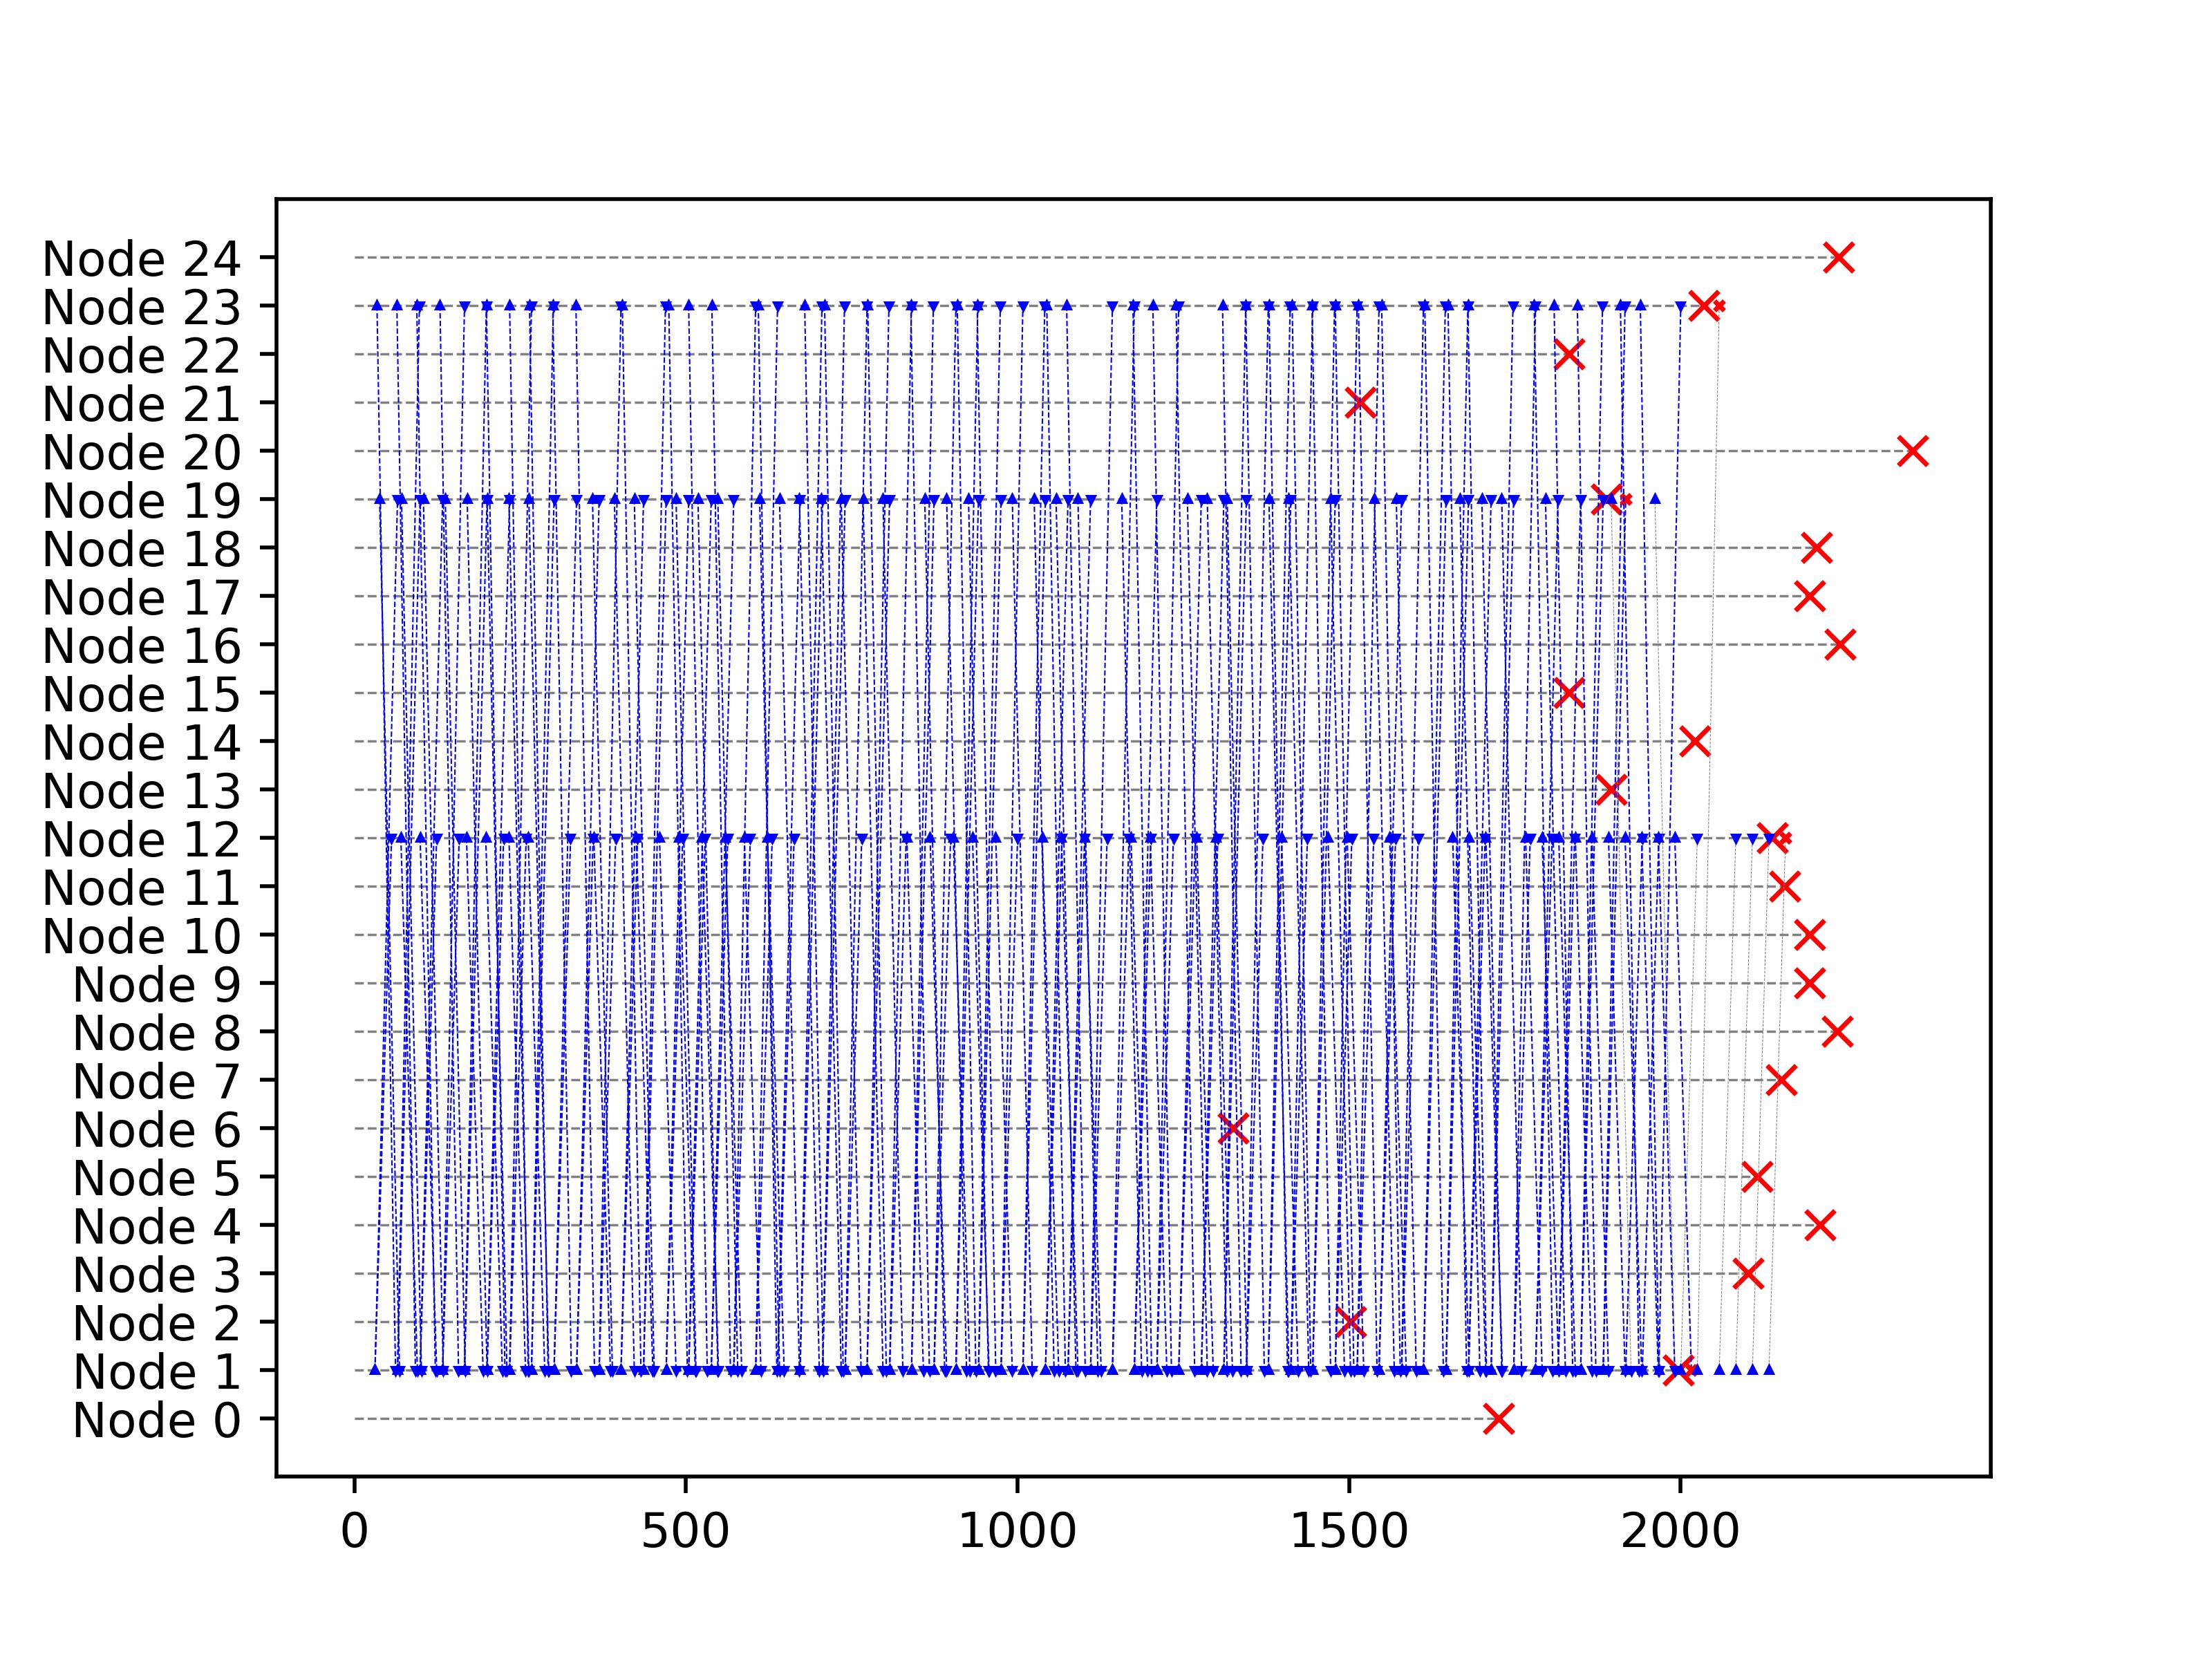 Node 24
Node 23
Node 22
Node 21
Node 20
Node 19
Node 18
Node 17
Node 16
Node 15
Node 14
Node 13
Node 12
Node 11
Node 10
Node 9
Node 8
Node 7
Node 6
Node 5
Node 4
Node 3
Node 2
Node 1
Node 0
0 500 1000 1500 2000